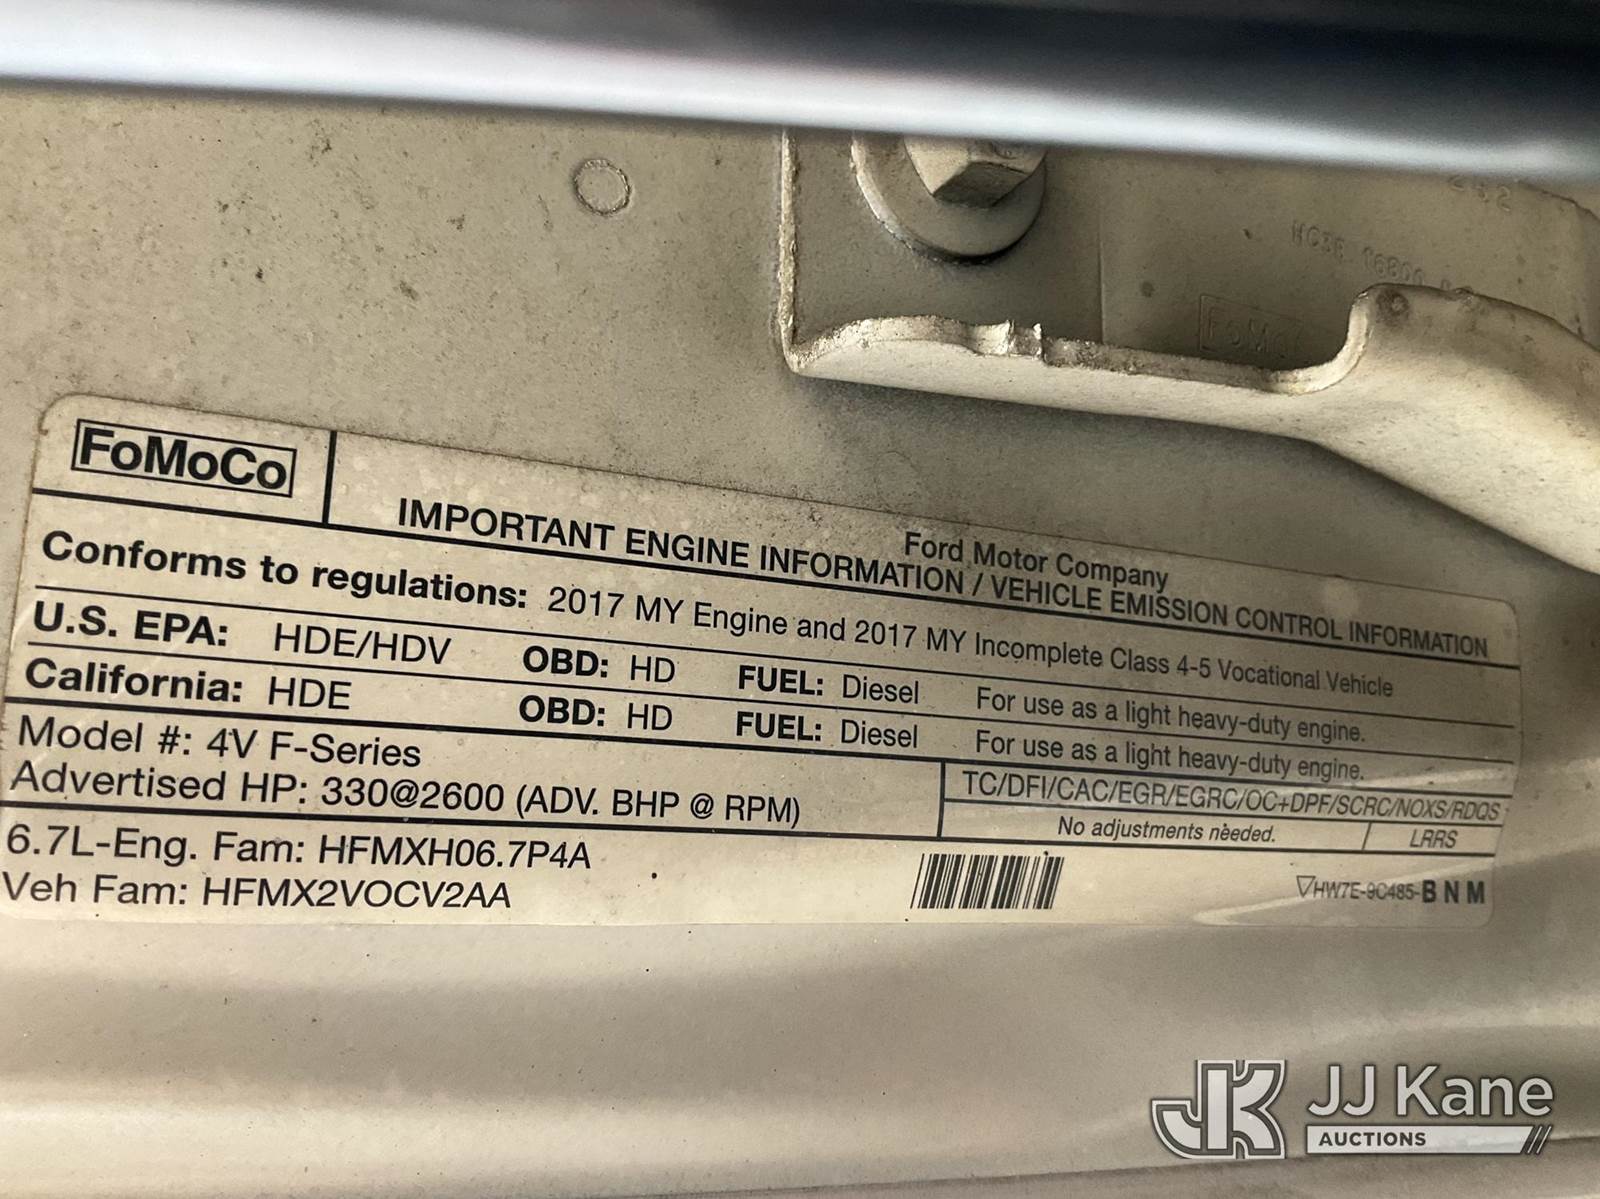 HC3B 16800
FoMoCo
Ford Motor Company
IMPORTANT ENGINE INFORMATION / VEHICLE EMISSION CONTROL INFORMATION
Conforms to regulations: 2017 MY Engine and 2017 MY Incomplete Class 4-5 Vocational Vehicle
U.S. EPA: HDE/HDV OBD: HD FUEL: Diesel For use as a light heavy-duty engine.
California: HDE OBD: HD FUEL: Diesel For use as a light heavy-duty engine.
Model #: 4V F-Series
TC/DFI/CAC/EGR/EGRC/OC+DPF/SCRC/NOXS/RDQS
Advertised HP: 330@2600 (ADV. BHP @ RPM)
No adjustments needed. LRRS
6.7L-Eng. Fam: HFMXH06.7P4A
Veh Fam: HFMX2VOCV2AA
HW7E-9C485-BNM
JK JJ Kane
AUCTIONS